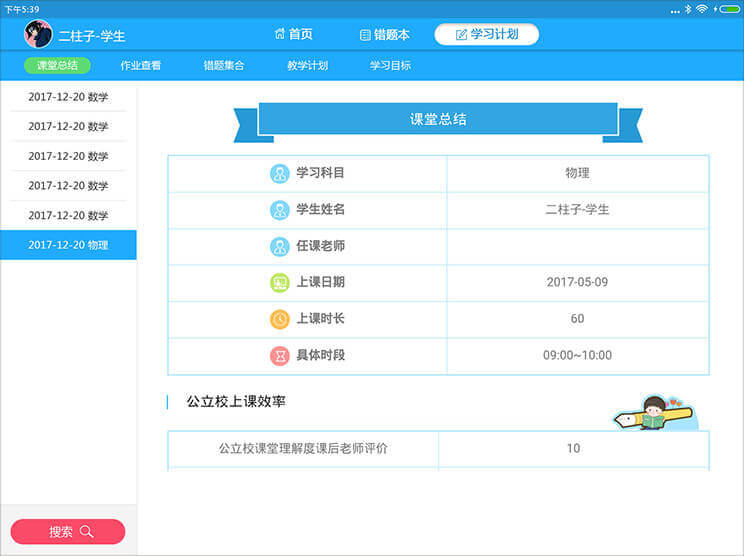 下午5:39
二柱子-学生
首页
错题本
学习计划
课堂总结
作业查看
错题集合
教学计划
学习目标
2017-12-20 数学
2017-12-20 数学
2017-12-20 数学
2017-12-20 数学
2017-12-20 数学
2017-12-20 物理
搜索
课堂总结
学习科目 物理
学生姓名 二柱子-学生
任课老师
上课日期 2017-05-09
上课时长 60
具体时段 09:00~10:00
公立校上课效率
公立校课堂理解度课后老师评价 10